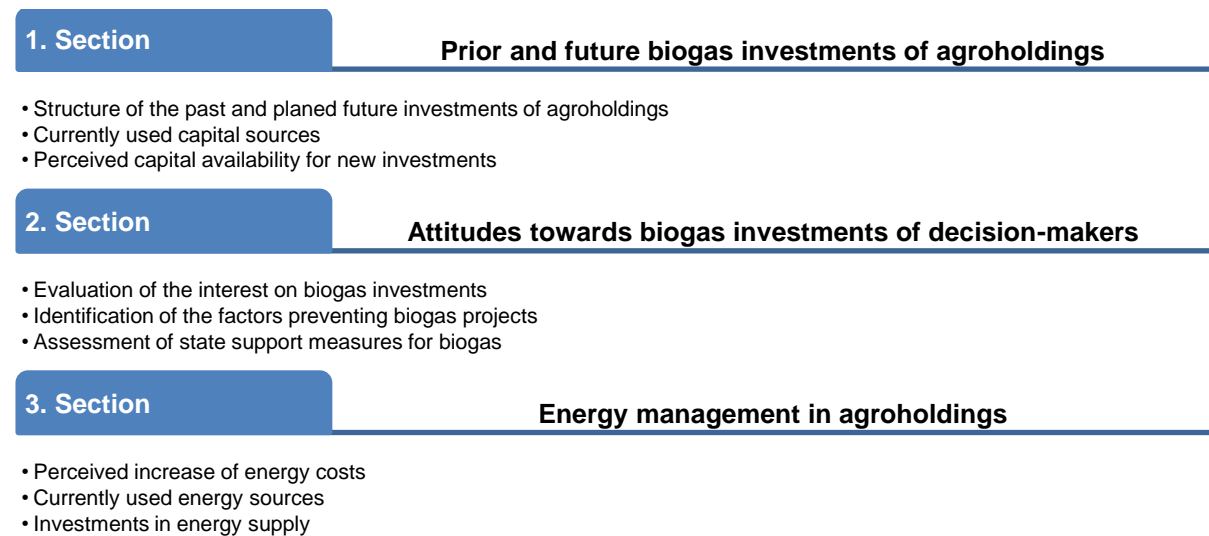 1. Section
Prior and future biogas investments of agroholdings
• Structure of the past and planed future investments of agroholdings
• Currently used capital sources
• Perceived capital availability for new investments
2. Section
Attitudes towards biogas investments of decision-makers
• Evaluation of the interest on biogas investments
• Identification of the factors preventing biogas projects
• Assessment of state support measures for biogas
3. Section
Energy management in agroholdings
• Perceived increase of energy costs
• Currently used energy sources
• Investments in energy supply